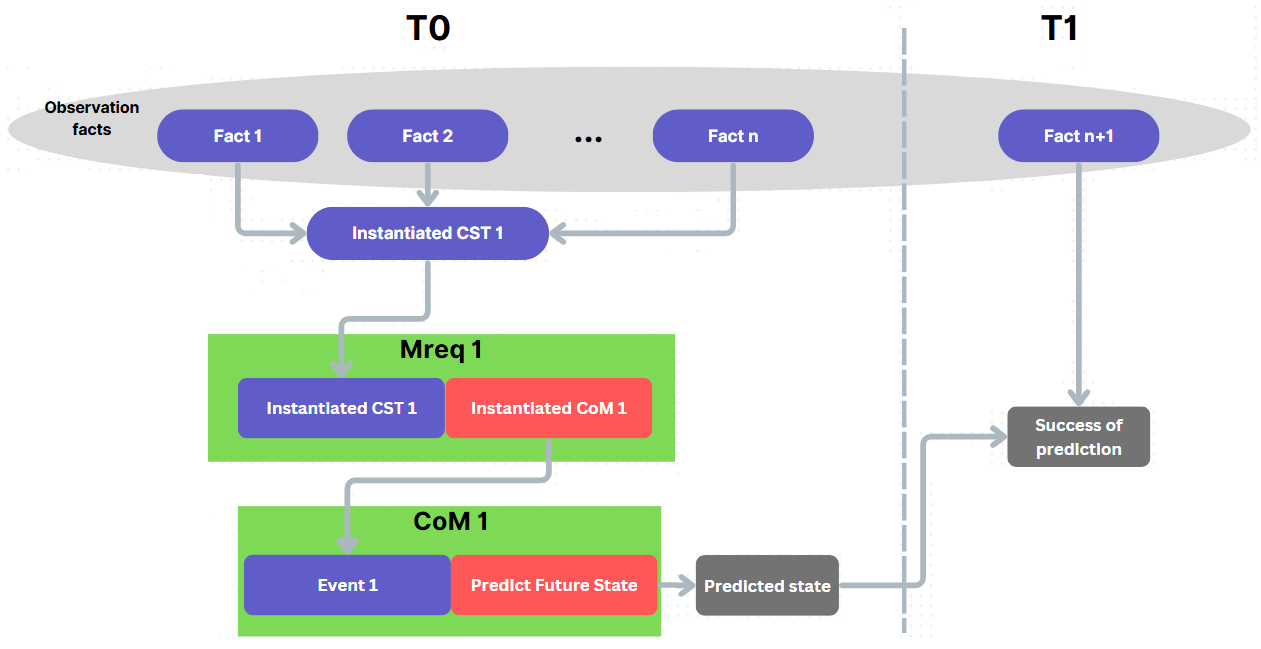 T0
T1
Observation
facts
Fact 1
Fact 2
...
Fact n
Fact n+1
Instantiated CST 1
Mreq 1
Instantiated CST 1
Instantiated CoM 1
Success of
prediction
CoM 1
Event 1
Predict Future State
Predicted state